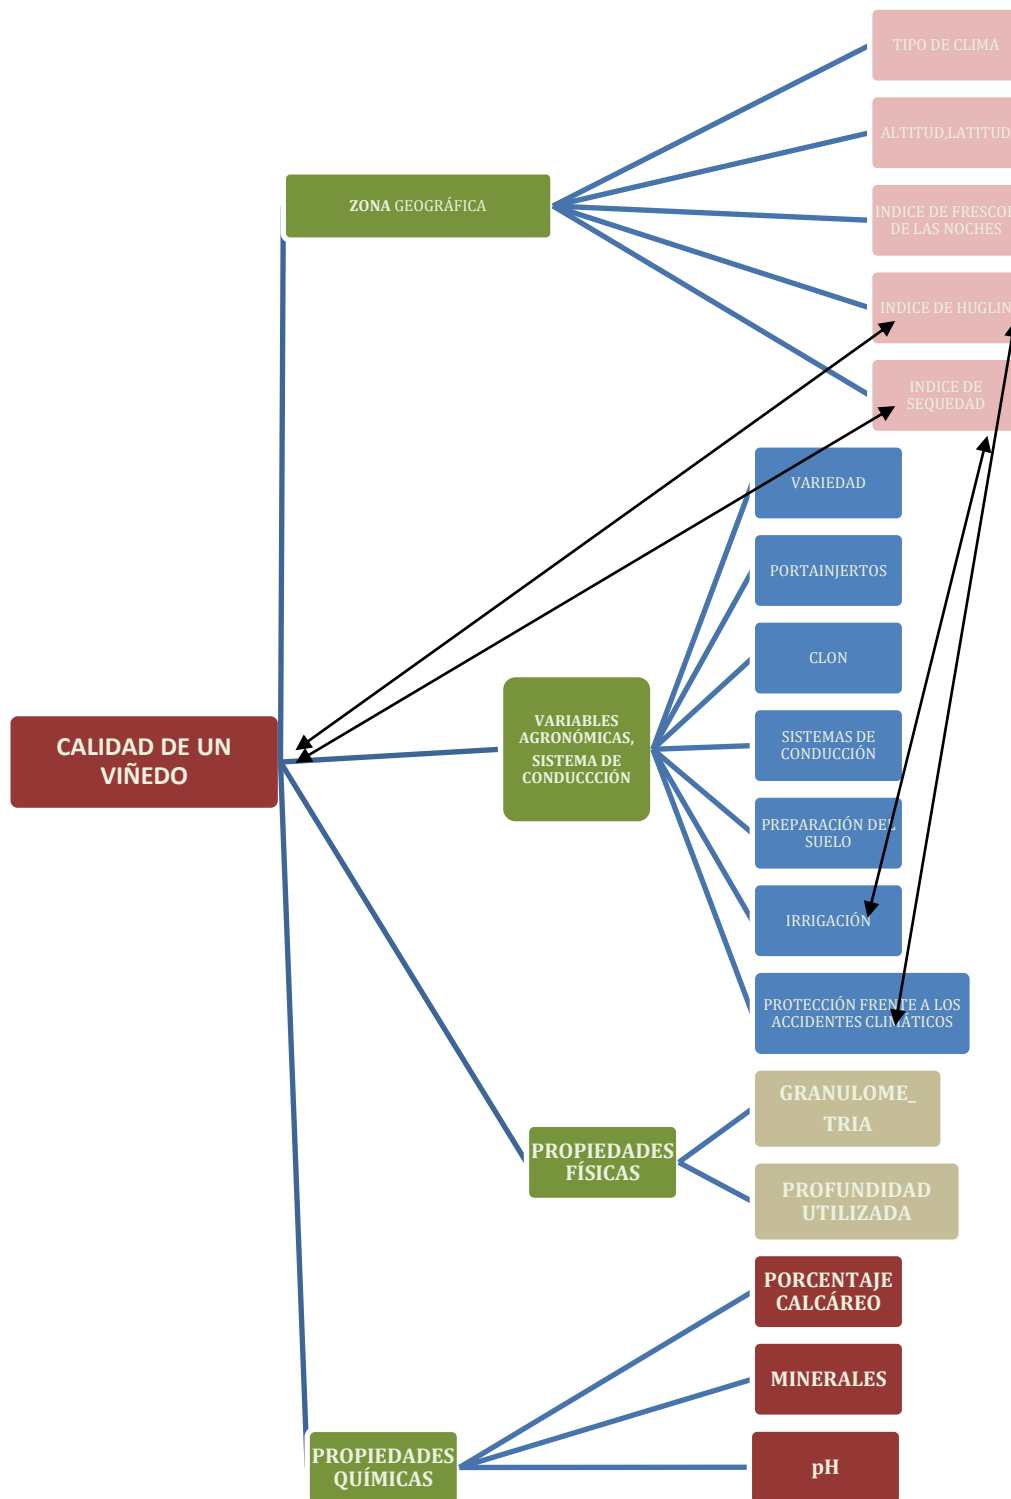 TIPO DE CLIMA
ALTITUD,LATITUD
INDICE DE FRESCOR
DE LAS NOCHES
ZONA GEOGRÁFICA
INDICE DE HUGLIN
INDICE DE
SEQUEDAD
VARIEDAD
PORTAINJERTOS
CLON
VARIABLES
AGRONÓMICAS,
SISTEMA DE
CONDUCCCIÓN
SISTEMAS DE
CONDUCCIÓN
CALIDAD DE UN
VIÑEDO
PREPARACIÓN DEL
SUELO
IRRIGACIÓN
PROTECCIÓN FRENTE A LOS
ACCIDENTES CLIMÁTICOS
GRANULOME_
TRIA
PROPIEDADES
FÍSICAS
PROFUNDIDAD
UTILIZADA
PORCENTAJE
CALCÁREO
MINERALES
PROPIEDADES
QUÍMICAS
pH